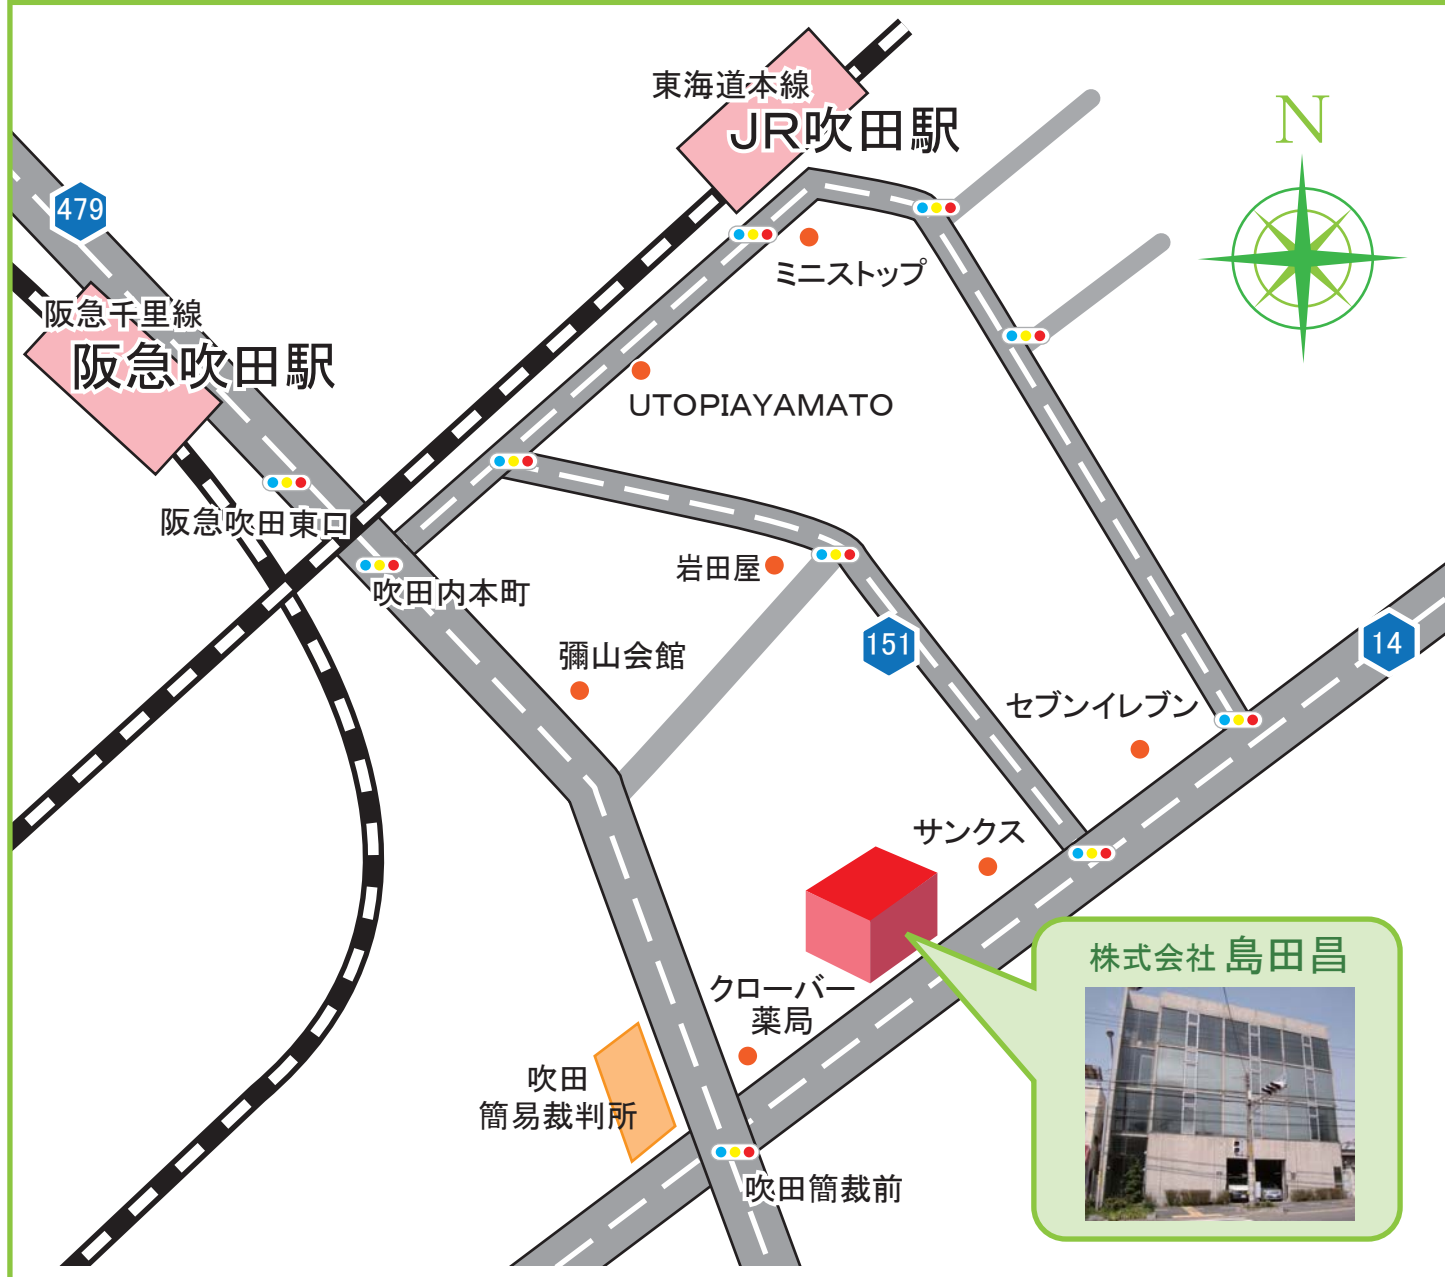 東海道本線
JR吹田駅
N
479
阪急千里線
阪急吹田駅
ミニストップ
UTOPIAYAMATO
阪急吹田東口
吹田内本町
岩田屋
彌山会館
151
14
セブンイレブン
サンクス
株式会社 島田昌
クローバー
薬局
吹田
簡易裁判所
吹田簡裁前